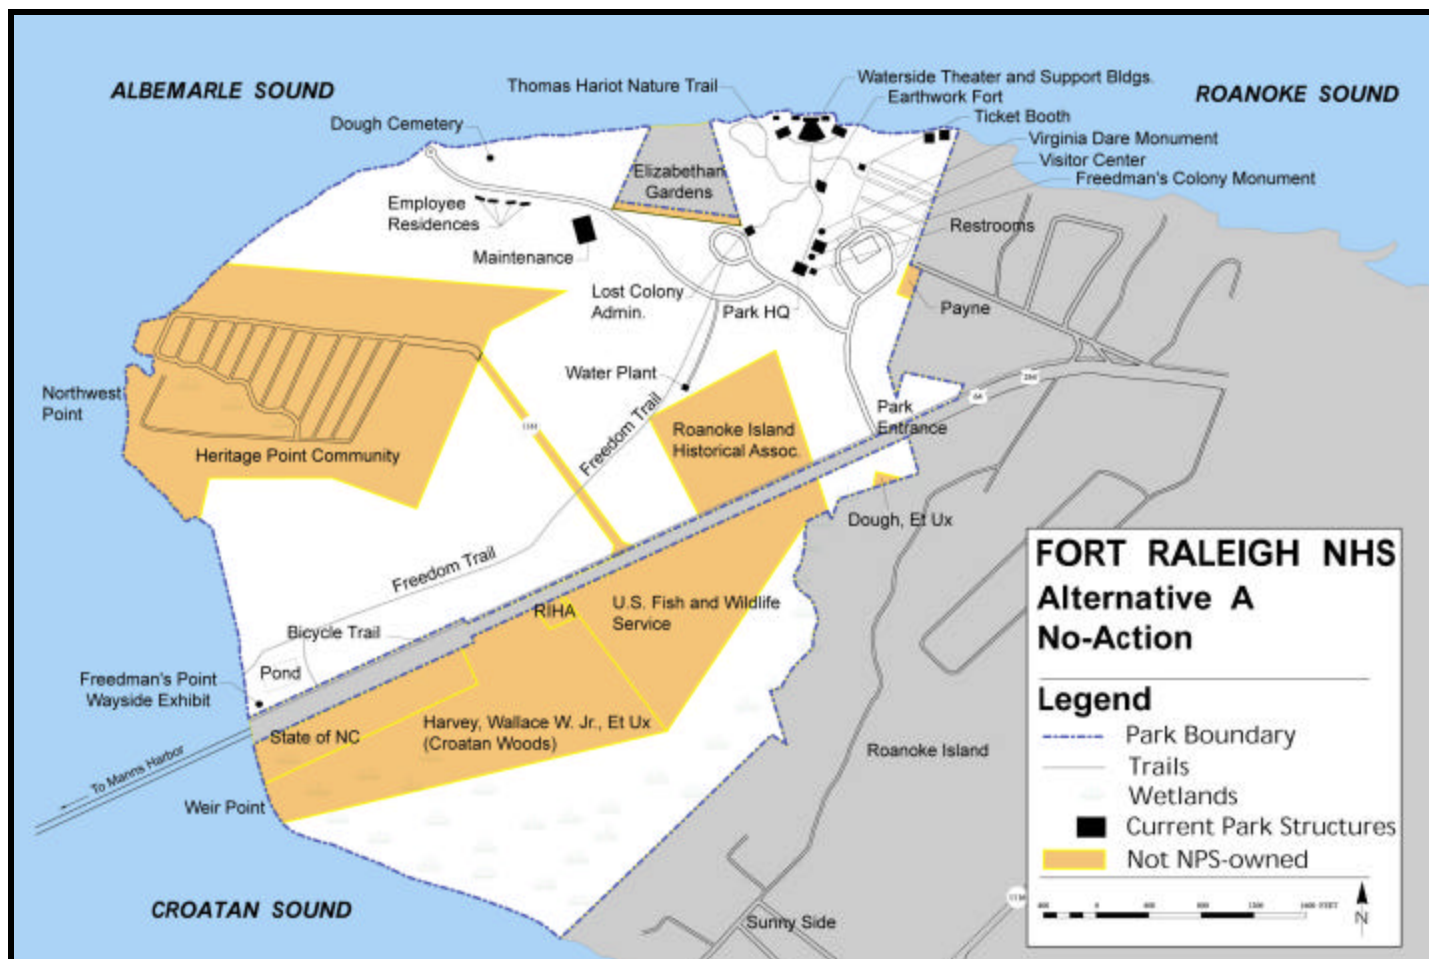 ALBEMARLE SOUND
ROANOKE SOUND
Thomas Hariot Nature Trail
Waterside Theater and Support Bldgs.
Earthwork Fort
Ticket Booth
Dough Cemetery
Virginia Dare Monument
Visitor Center
Freedman's Colony Monument
Elizabethan
Gardens
Employee
Residences
Restrooms
Maintenance
Lost Colony
Admin.
Park HQ
Payne
Water Plant
Northwest
Point
Park
Entrance
Freedom Trail
Roanoke Island
Historical Assoc.
Heritage Point Community
Dough, Et Ux
Freedom Trail
RIHA
U.S. Fish and Wildlife
Service
Bicycle Trail
Pond
Freedman's Point
Wayside Exhibit
State of NC
Harvey, Wallace W. Jr., Et Ux
(Croatan Woods)
To Manns Harbor
Weir Point
Roanoke Island
CROATAN SOUND
Sunny Side
FORT RALEIGH NHS
Alternative A
No-Action
Legend
Park Boundary
Trails
Wetlands
Current Park Structures
Not NPS-owned
N